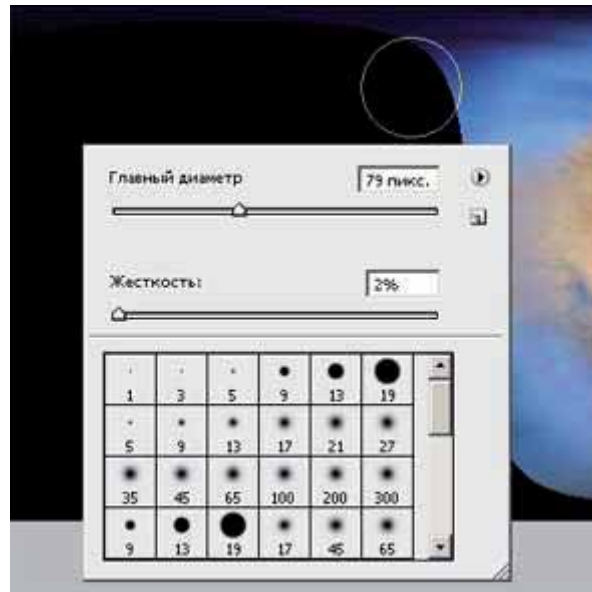 Главный диаметр 79 пикс.
Жесткость: 2%
1 3 5 9 13 19
5 9 13 17 21 27
35 45 65 100 200 300
9 13 19 17 45 65